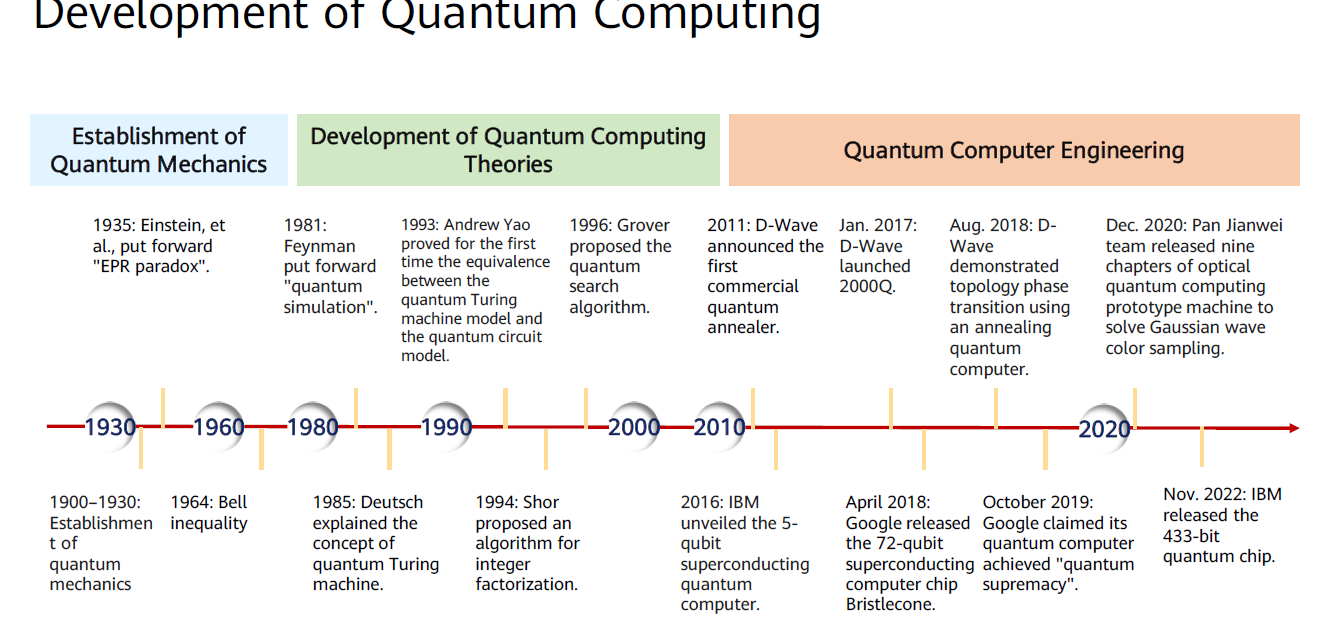 Development of Quantum Computing
Establishment of
Quantum Mechanics
Development of Quantum Computing
Theories
Quantum Computer Engineering
1935: Einstein, et
al., put forward
"EPR paradox".
1981:
Feynman
put forward
"quantum
simulation".
1993: Andrew Yao
proved for the first
time the equivalence
between the
quantum Turing
machine model and
the quantum circuit
model.
1996: Grover
proposed the
quantum
search
algorithm.
2011: D-Wave
announced the
first
commercial
quantum
annealer.
Jan. 2017:
D-Wave
launched
2000Q.
Aug. 2018: D-
Wave
demonstrated
topology phase
transition using
an annealing
quantum
computer.
Dec. 2020: Pan Jianwei
team released nine
chapters of optical
quantum computing
prototype machine to
solve Gaussian wave
color sampling.
1930
1960
1980
1990
2000
2010
2020
1900–1930:
Establishmen
t of
quantum
mechanics
1964: Bell
inequality
1985: Deutsch
explained the
concept of
quantum Turing
machine.
1994: Shor
proposed an
algorithm for
integer
factorization.
2016: IBM
unveiled the 5-
qubit
superconducting
quantum
computer.
April 2018:
Google released
the 72-qubit
superconducting
computer chip
Bristlecone.
October 2019:
Google claimed its
quantum computer
achieved "quantum
supremacy".
Nov. 2022: IBM
released the
433-bit
quantum chip.